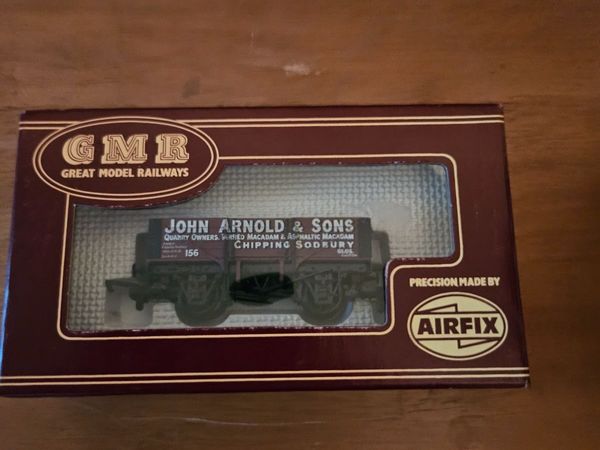 GMR
GREAT MODEL RAILWAYS
JOHN ARNOLD & SONS
QUARRY OWNERS, TARRED MACADAM & ASPHALTIC MACADAM
CHIPPING SODBURY
156
GLOS.
PRECISION MADE BY
AIRFIX